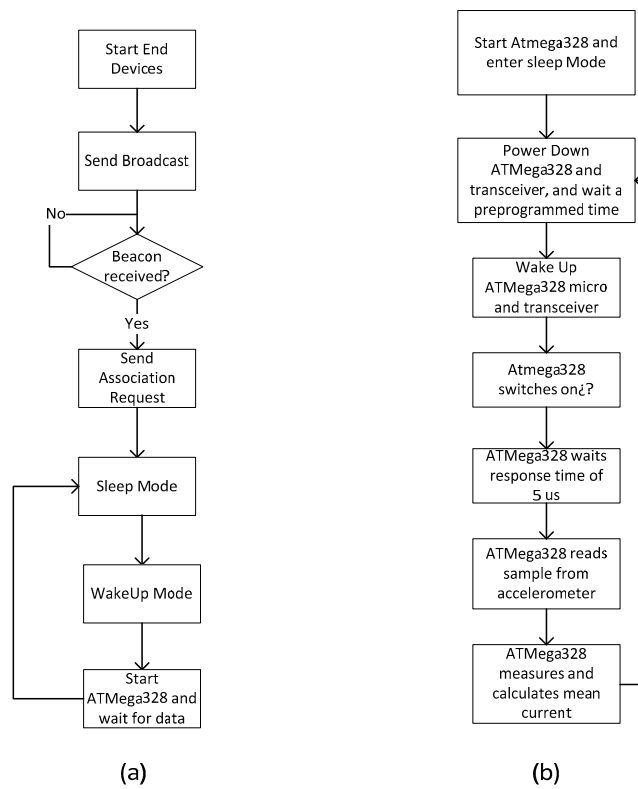 Start End
Devices
Send Broadcast
No
Beacon
received?
Yes
Send
Association
Request
Sleep Mode
WakeUp Mode
Start
ATMega328 and
wait for data
(a)
Start Atmega328 and
enter sleep Mode
Power Down
ATMega328 and
transceiver, and wait a
preprogrammed time
Wake Up
ATMega328 micro
and transceiver
Atmega328
switches on¿?
ATMega328 waits
response time of
5 us
ATMega328 reads
sample from
accelerometer
ATMega328
measures and
calculates mean
current
(b)